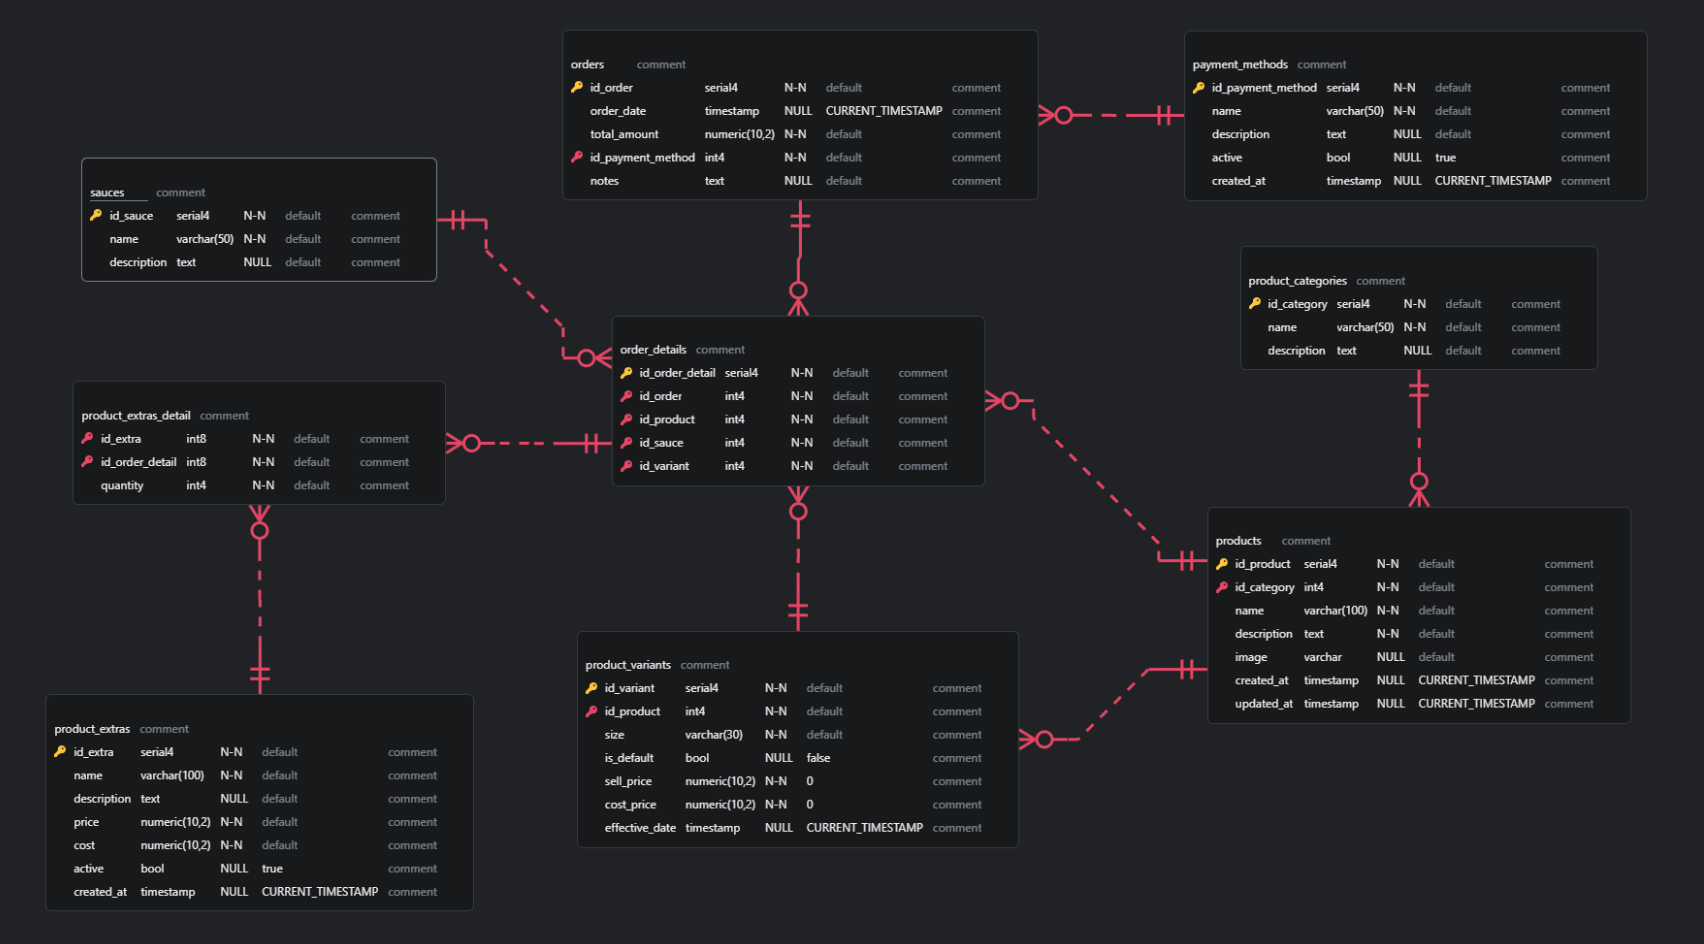 orders comment
id_order serial4 N-N default comment
order_date timestamp NULL CURRENT_TIMESTAMP comment
total_amount numeric(10,2) N-N default comment
id_payment_method int4 N-N default comment
notes text NULL default comment
payment_methods comment
id_payment_method serial4 N-N default comment
name varchar(50) N-N default comment
description text NULL default comment
active bool NULL true comment
created_at timestamp NULL CURRENT_TIMESTAMP comment
sauces comment
id_sauce serial4 N-N default comment
name varchar(50) N-N default comment
description text NULL default comment
product_categories comment
id_category serial4 N-N default comment
name varchar(50) N-N default comment
description text NULL default comment
order_details comment
id_order_detail serial4 N-N default comment
id_order int4 N-N default comment
id_product int4 N-N default comment
id_sauce int4 N-N default comment
id_variant int4 N-N default comment
product_extras_detail comment
id_extra int8 N-N default comment
id_order_detail int8 N-N default comment
quantity int4 N-N default comment
products comment
id_product serial4 N-N default comment
id_category int4 N-N default comment
name varchar(100) N-N default comment
description text N-N default comment
image varchar NULL default comment
created_at timestamp NULL CURRENT_TIMESTAMP comment
updated_at timestamp NULL CURRENT_TIMESTAMP comment
product_variants comment
id_variant serial4 N-N default comment
id_product int4 N-N default comment
size varchar(30) N-N default comment
is_default bool NULL false comment
sell_price numeric(10,2) N-N 0 comment
cost_price numeric(10,2) N-N 0 comment
effective_date timestamp NULL CURRENT_TIMESTAMP comment
product_extras comment
id_extra serial4 N-N default comment
name varchar(100) N-N default comment
description text NULL default comment
price numeric(10,2) N-N default comment
cost numeric(10,2) N-N default comment
active bool NULL true comment
created_at timestamp NULL CURRENT_TIMESTAMP comment